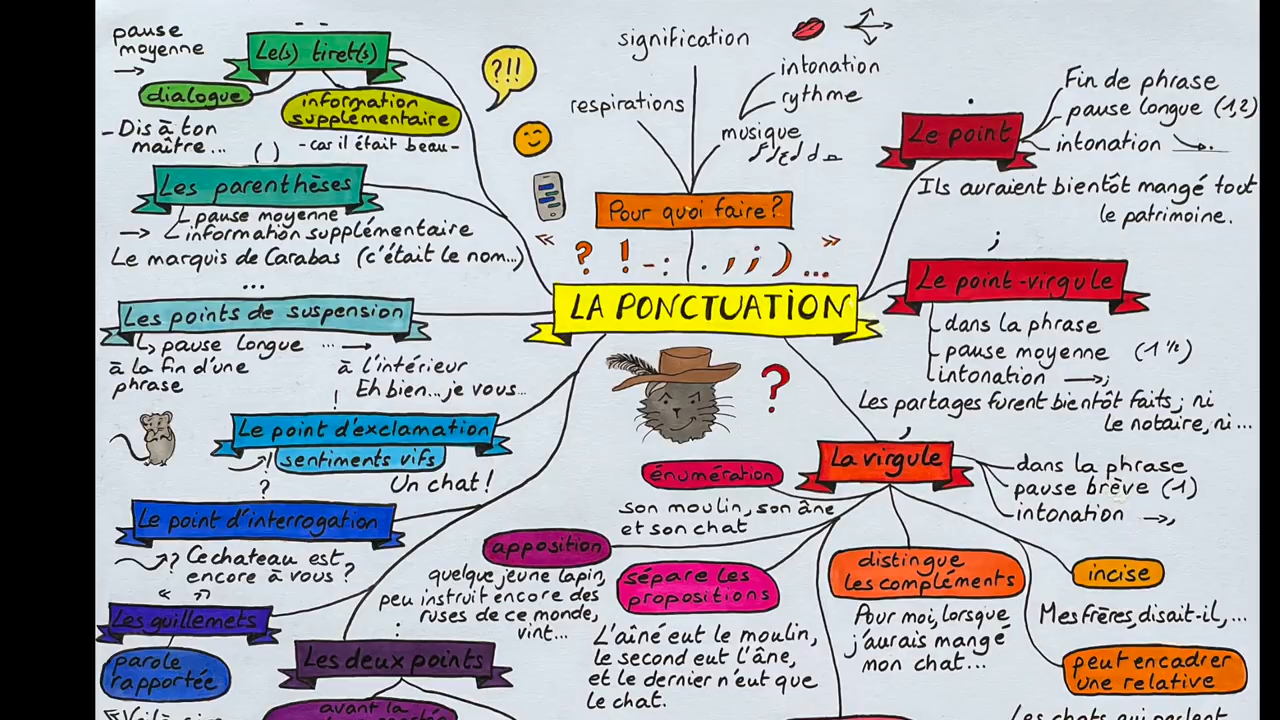 pause
moyenne
Le(s) tiret(s)
dialogue
information
supplémentaire
- Dis à ton
maître...
- car il était beau -
( )
Les parenthèses
pause moyenne
information supplémentaire
Le marquis de Carabas (c'était le nom...)
...
Les points de suspension
pause longue ...
à la fin d'une
phrase
à l'intérieur
Eh bien...je vous...
!
Le point d'exclamation
sentiments vifs
!
Un chat !
?
Le point d'interrogation
? Ce chateau est
encore à vous ?
« »
Les guillemets
parole
rapportée
:
Les deux points
avant la
?!!
signification
respirations
intonation
rythme
musique
Pour quoi faire?
« ? ! - : . , ; ) ... »
LA PONCTUATION
?
.
Le point
Fin de phrase
pause longue (1,2)
intonation .
Ils auraient bientôt mangé tout
le patrimoine.
;
Le point-virgule
dans la phrase
pause moyenne (1 1/2)
intonation ;
Les partages furent bientôt faits ; ni
le notaire, ni ...
,
La virgule
dans la phrase
pause brève (1)
intonation ,
énumération
son moulin, son âne
et son chat
apposition
quelque jeune lapin,
peu instruit encore des
ruses de ce monde,
vint...
sépare les
propositions
L'aîné eut le moulin,
le second eut l'âne,
et le dernier n'eut que
le chat.
distingue
les compléments
Pour moi, lorsque
j'aurais mangé
mon chat...
incise
Mes frères, disait-il, ...
peut encadrer
une relative
Les chats qui parlent